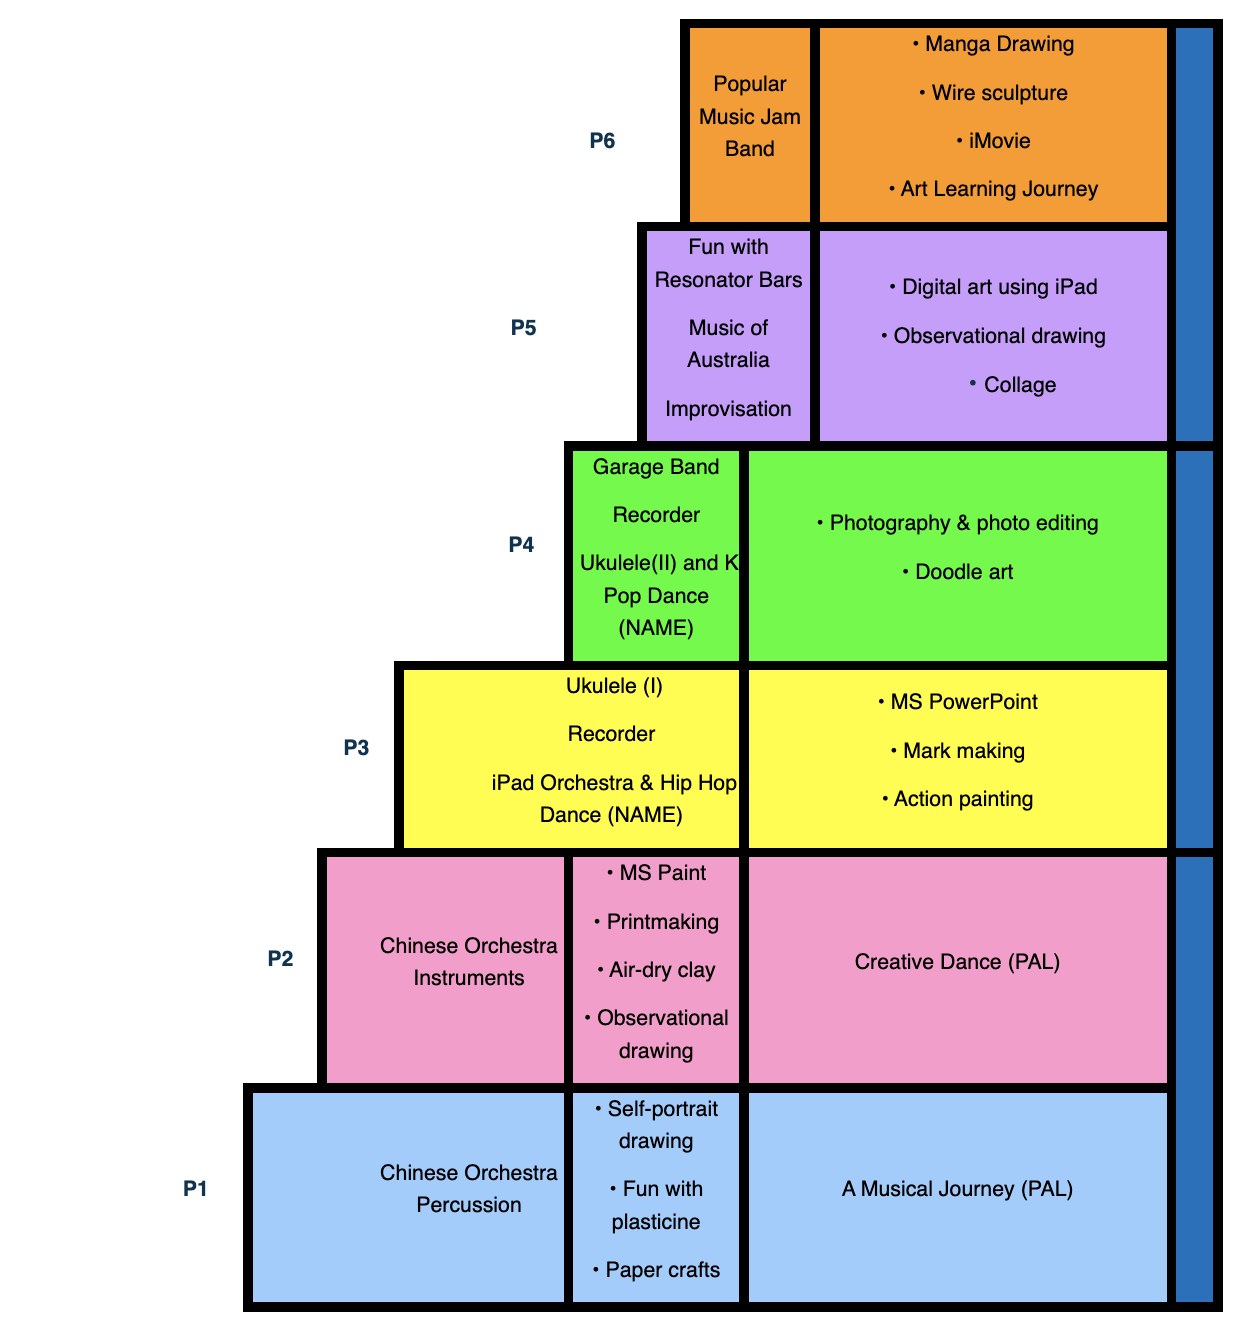 P6
Popular
Music Jam
Band
• Manga Drawing
• Wire sculpture
• iMovie
• Art Learning Journey
P5
Fun with
Resonator Bars
Music of
Australia
Improvisation
• Digital art using iPad
• Observational drawing
• Collage
P4
Garage Band
Recorder
Ukulele(II) and K
Pop Dance
(NAME)
• Photography & photo editing
• Doodle art
P3
Ukulele (I)
Recorder
iPad Orchestra & Hip Hop
Dance (NAME)
• MS PowerPoint
• Mark making
• Action painting
P2
Chinese Orchestra
Instruments
• MS Paint
• Printmaking
• Air-dry clay
• Observational
drawing
Creative Dance (PAL)
P1
Chinese Orchestra
Percussion
• Self-portrait
drawing
• Fun with
plasticine
• Paper crafts
A Musical Journey (PAL)